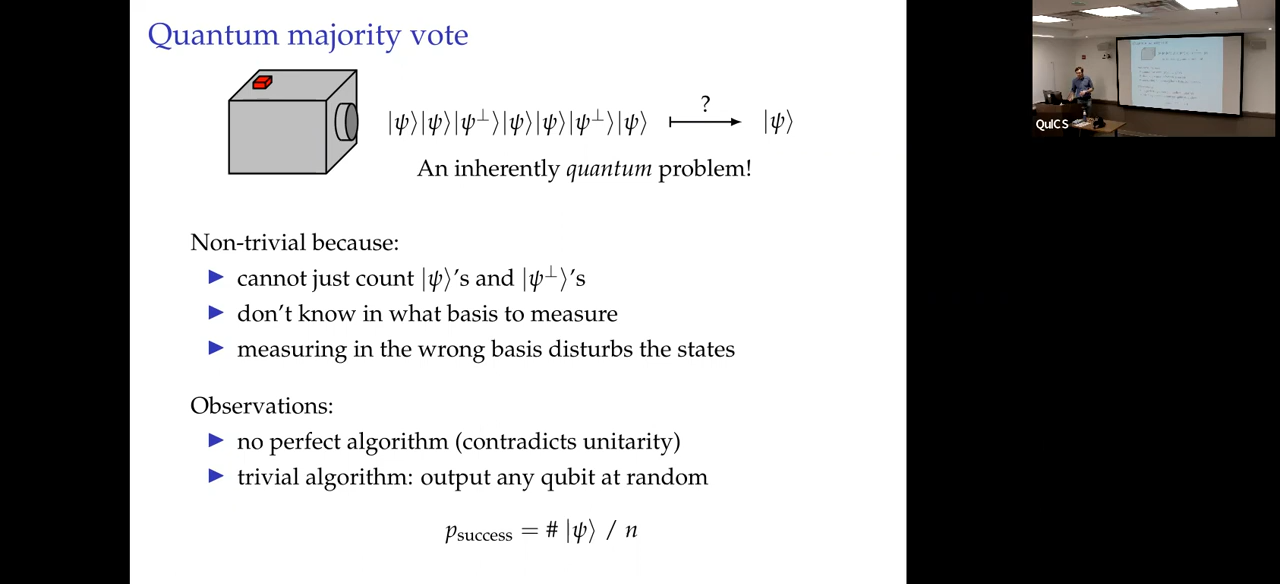 Quantum majority vote
|ψ⟩|ψ⟩|ψ⊥⟩|ψ⟩|ψ⟩|ψ⊥⟩|ψ⟩ ? |ψ⟩
An inherently quantum problem!
Non-trivial because:
cannot just count |ψ⟩'s and |ψ⊥⟩'s
don't know in what basis to measure
measuring in the wrong basis disturbs the states
Observations:
no perfect algorithm (contradicts unitarity)
trivial algorithm: output any qubit at random
p_success = # |ψ⟩ / n
QuICS